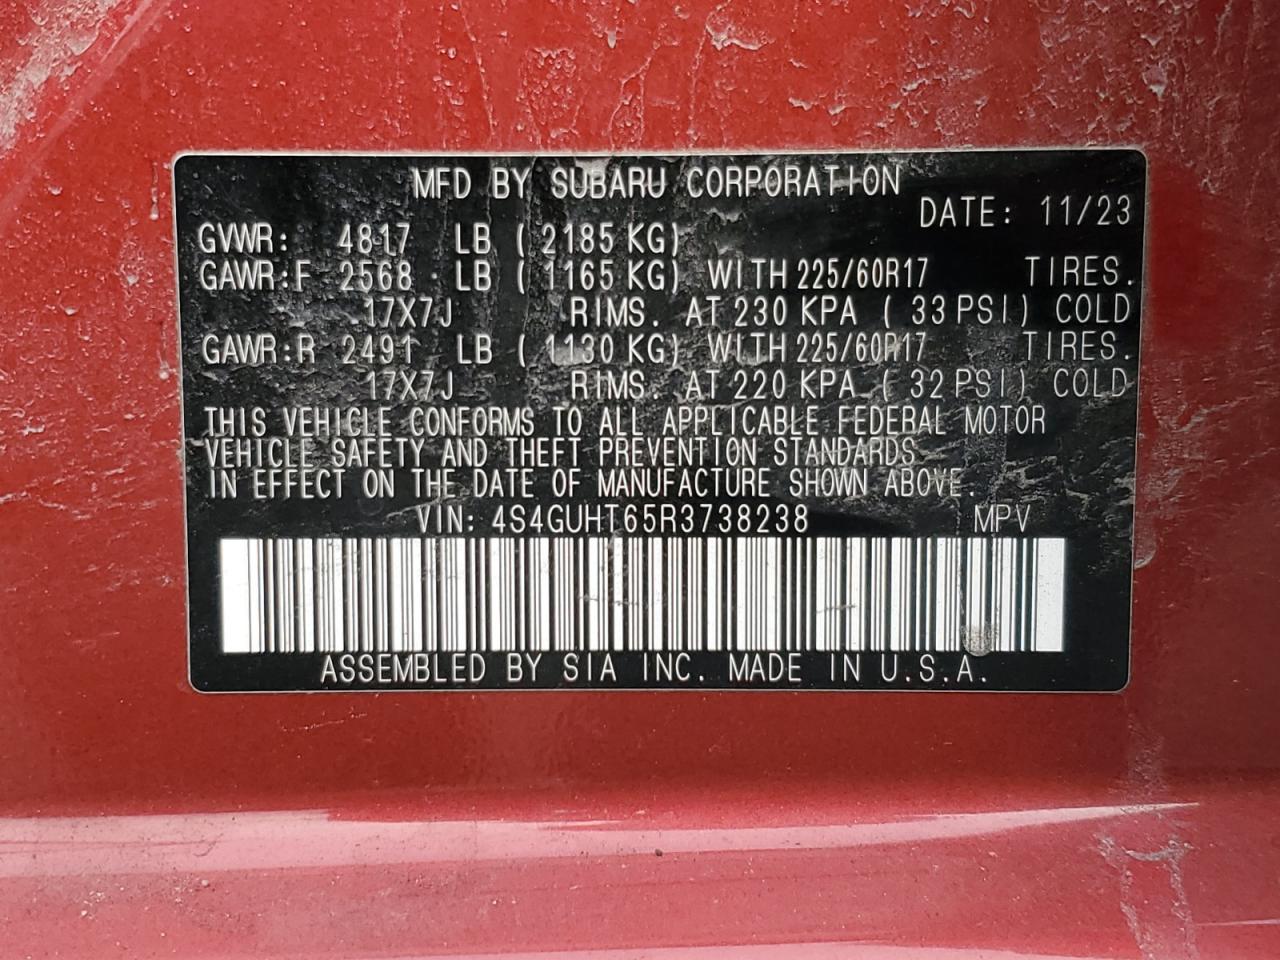 MFD BY SUBARU CORPORATION
DATE: 11/23
GVWR: 4817 LB (2185 KG)
GAWR:F 2568 LB (1165 KG) WITH 225/60R17 TIRES.
17X7J RIMS. AT 230 KPA (33 PSI) COLD
GAWR:R 2491 LB (1130 KG) WITH 225/60R17 TIRES.
17X7J RIMS. AT 220 KPA (32 PSI) COLD
THIS VEHICLE CONFORMS TO ALL APPLICABLE FEDERAL MOTOR
VEHICLE SAFETY AND THEFT PREVENTION STANDARDS
IN EFFECT ON THE DATE OF MANUFACTURE SHOWN ABOVE.
VIN: 4S4GUHT65R3738238 MPV
ASSEMBLED BY SIA INC. MADE IN U.S.A.